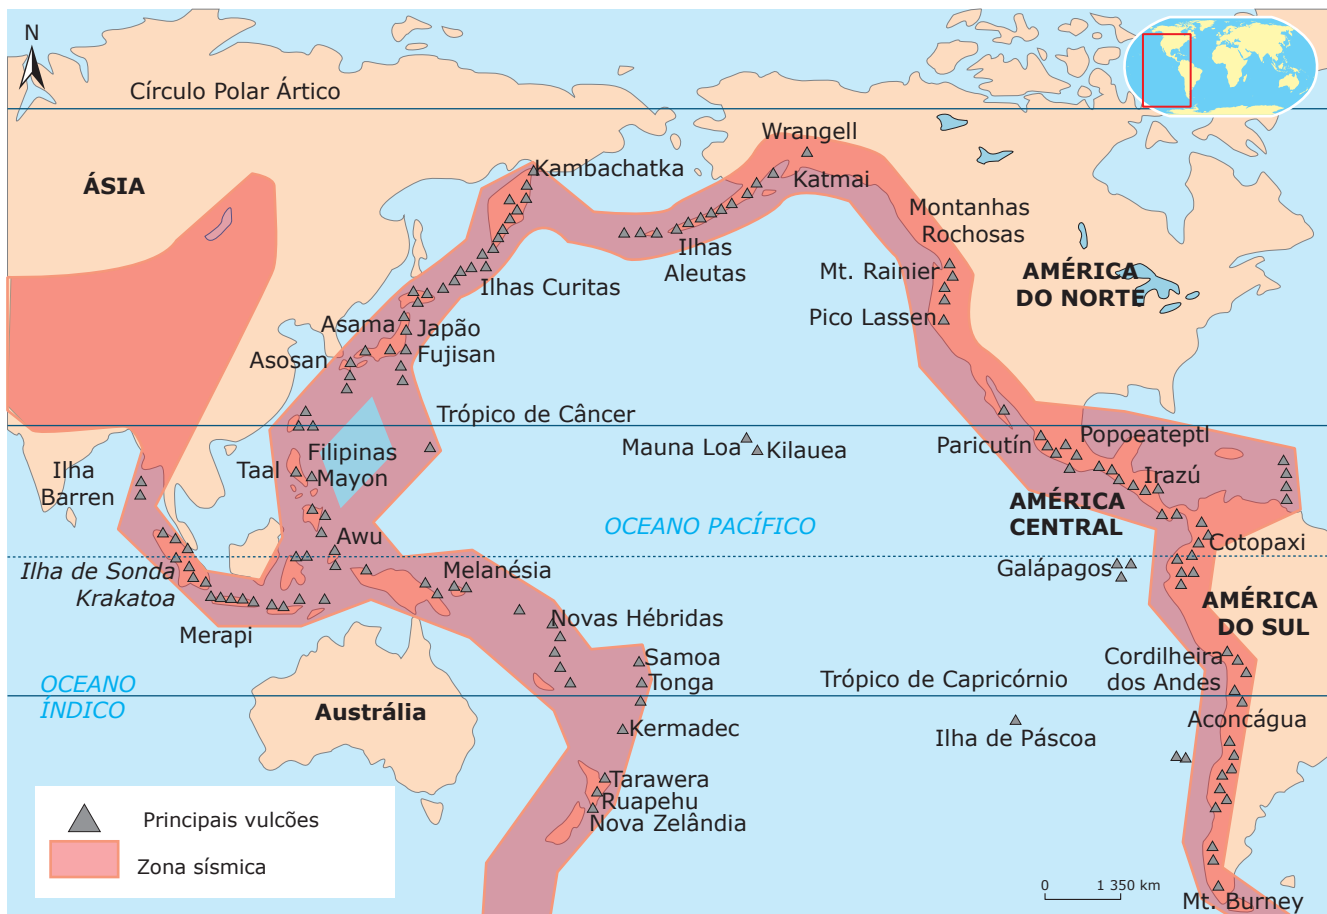 N
Círculo Polar Ártico
Wrangell
Kambachatka
Katmai
ÁSIA
Montanhas
Rochosas
Ilhas
Aleutas
Mt. Rainier
AMÉRICA
DO NORTE
Ilhas Curitas
Pico Lassen
Asama
Japão
Fujisan
Asosan
Trópico de Câncer
Mauna Loa
Kilauea
Paricutín
Popoeateptl
Filipinas
Mayon
Taal
Irazú
Ilha
Barren
AMÉRICA
CENTRAL
OCEANO PACÍFICO
Awu
Cotopaxi
Galápagos
Ilha de Sonda
Krakatoa
Melanésia
AMÉRICA
DO SUL
Novas Hébridas
Merapi
Samoa
Tonga
Cordilheira
dos Andes
Trópico de Capricórnio
OCEANO
ÍNDICO
Austrália
Kermadec
Aconcágua
Ilha de Páscoa
Tarawera
Ruapehu
Nova Zelândia
Principais vulcões
Zona sísmica
0 1 350 km
Mt. Burney